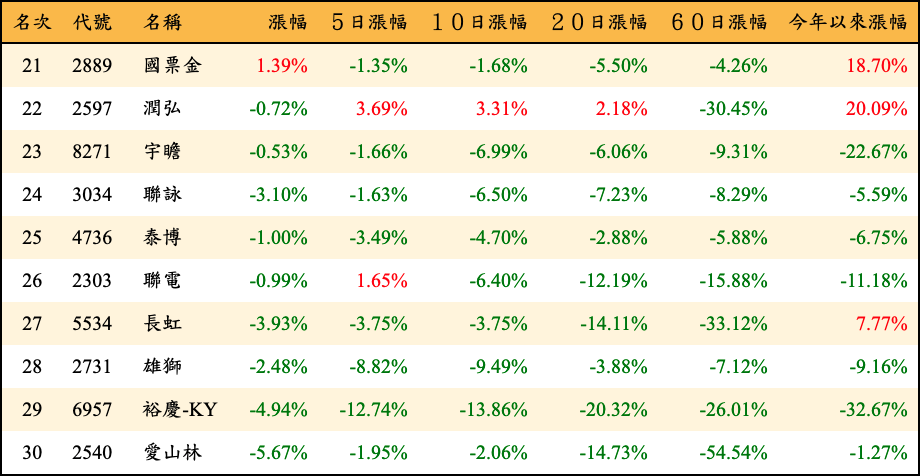 名次 代號 名稱 漲幅 ５日漲幅 １０日漲幅 ２０日漲幅 ６０日漲幅 今年以來漲幅
21 2889 國票金 1.39% -1.35% -1.68% -5.50% -4.26% 18.70%
22 2597 潤弘 -0.72% 3.69% 3.31% 2.18% -30.45% 20.09%
23 8271 宇瞻 -0.53% -1.66% -6.99% -6.06% -9.31% -22.67%
24 3034 聯詠 -3.10% -1.63% -6.50% -7.23% -8.29% -5.59%
25 4736 泰博 -1.00% -3.49% -4.70% -2.88% -5.88% -6.75%
26 2303 聯電 -0.99% 1.65% -6.40% -12.19% -15.88% -11.18%
27 5534 長虹 -3.93% -3.75% -3.75% -14.11% -33.12% 7.77%
28 2731 雄獅 -2.48% -8.82% -9.49% -3.88% -7.12% -9.16%
29 6957 裕慶-KY -4.94% -12.74% -13.86% -20.32% -26.01% -32.67%
30 2540 愛山林 -5.67% -1.95% -2.06% -14.73% -54.54% -1.27%